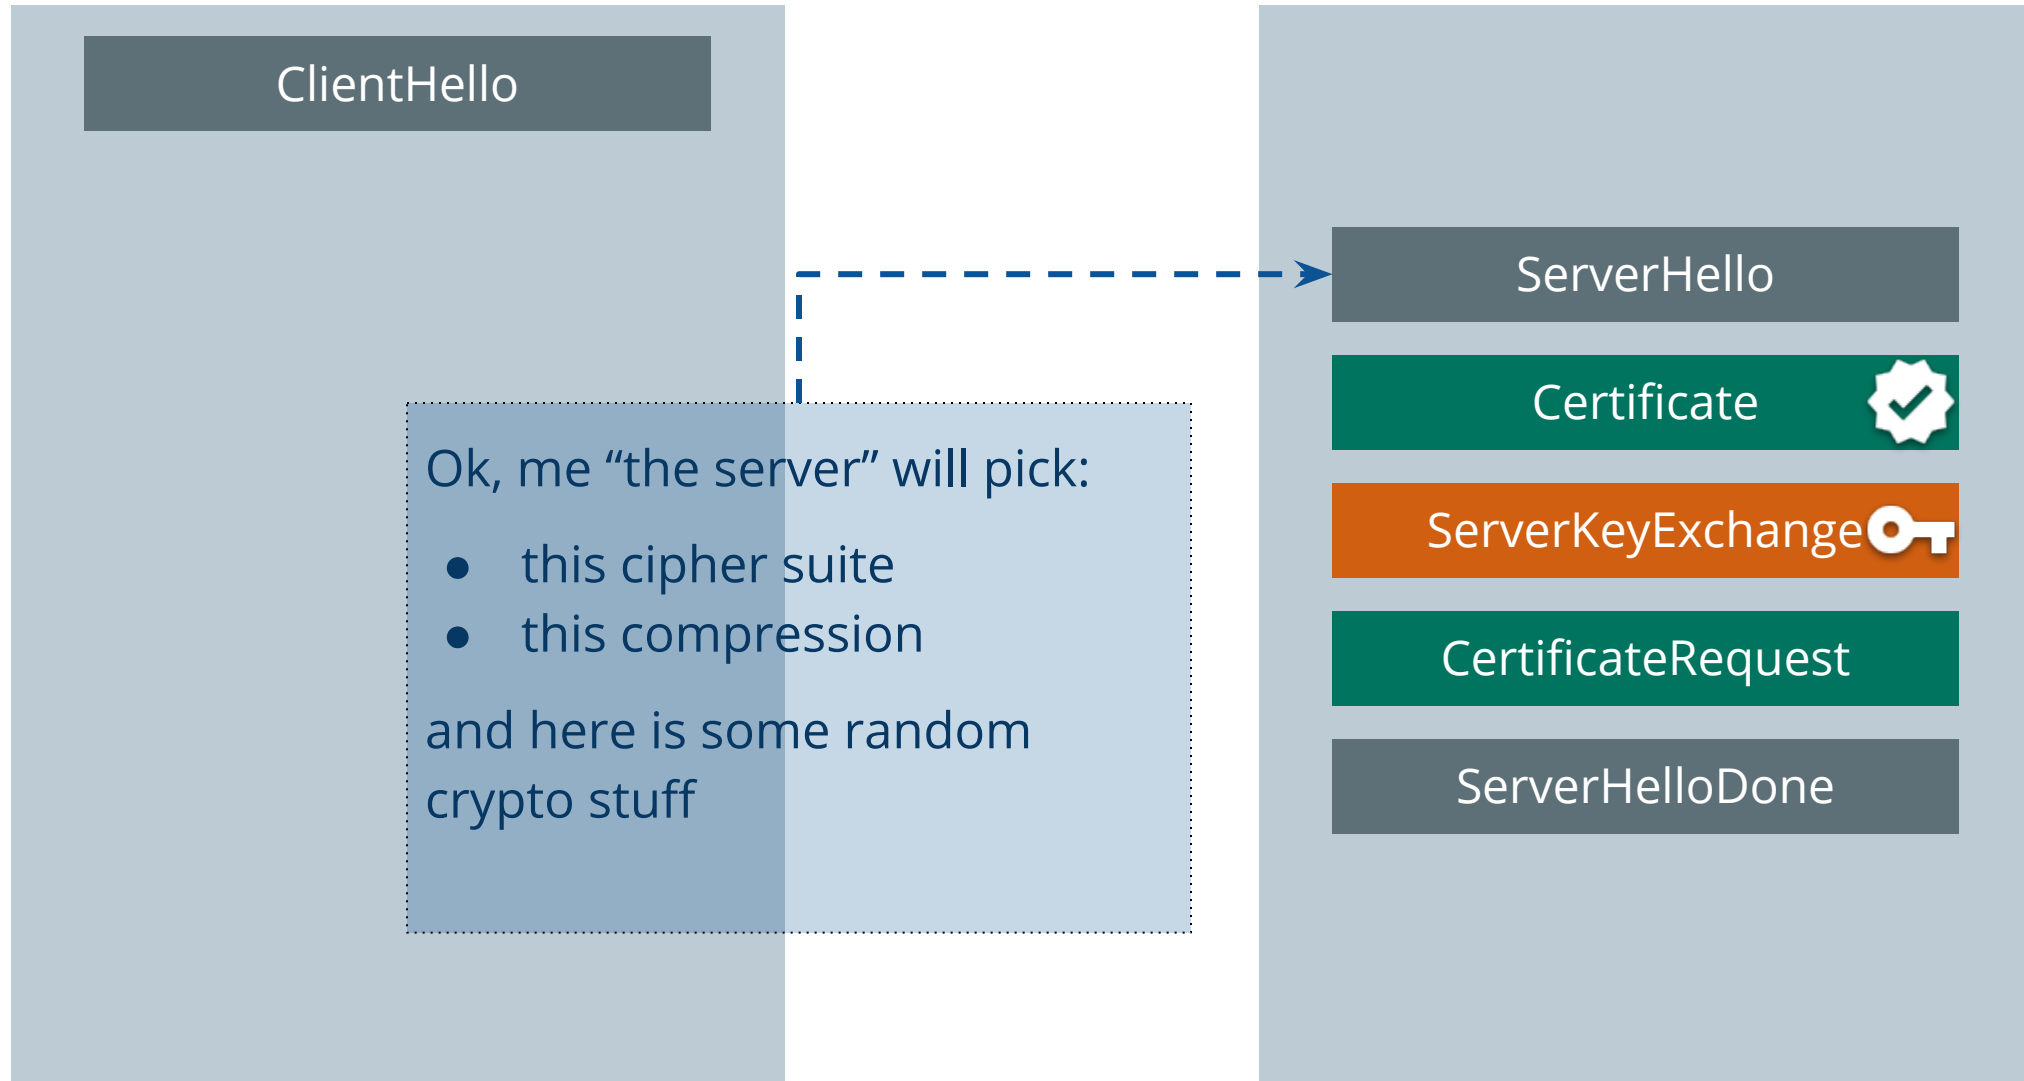 ClientHello
ServerHello
Certificate
ServerKeyExchange
CertificateRequest
ServerHelloDone
Ok, me “the server” will pick:
● this cipher suite
● this compression
and here is some random
crypto stuff